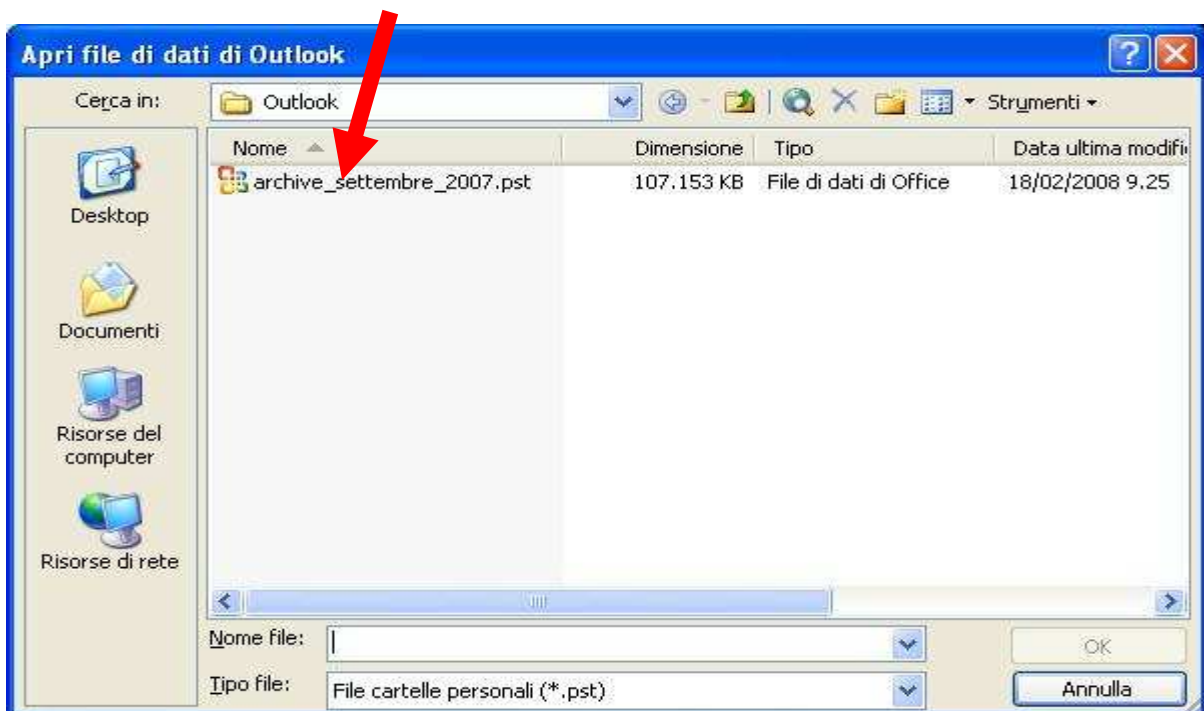 Apri file di dati di Outlook
Cerca in: Outlook Strumenti
Nome Dimensione Tipo Data ultima modifi
archive_settembre_2007.pst 107.153 KB File di dati di Office 18/02/2008 9.25
Desktop
Documenti
Risorse del
computer
Risorse di rete
Nome file: OK
Tipo file: File cartelle personali (*.pst) Annulla